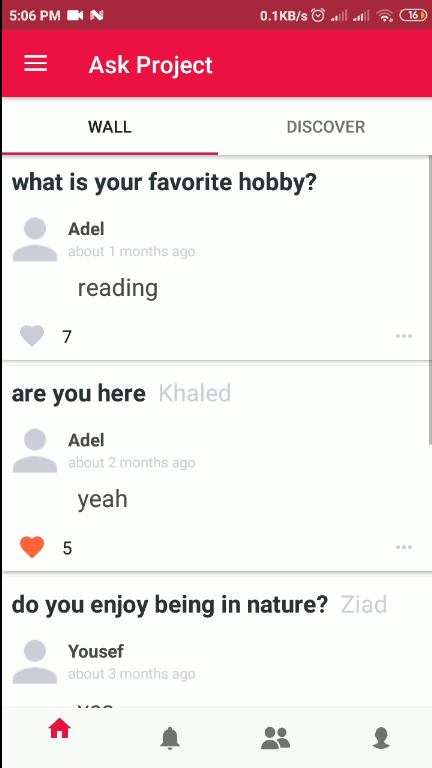 5:06 PM 0.1KB/s 16
Ask Project
WALL DISCOVER
what is your favorite hobby?
Adel
about 1 months ago
reading
7
are you here Khaled
Adel
about 2 months ago
yeah
5
do you enjoy being in nature? Ziad
Yousef
about 3 months ago